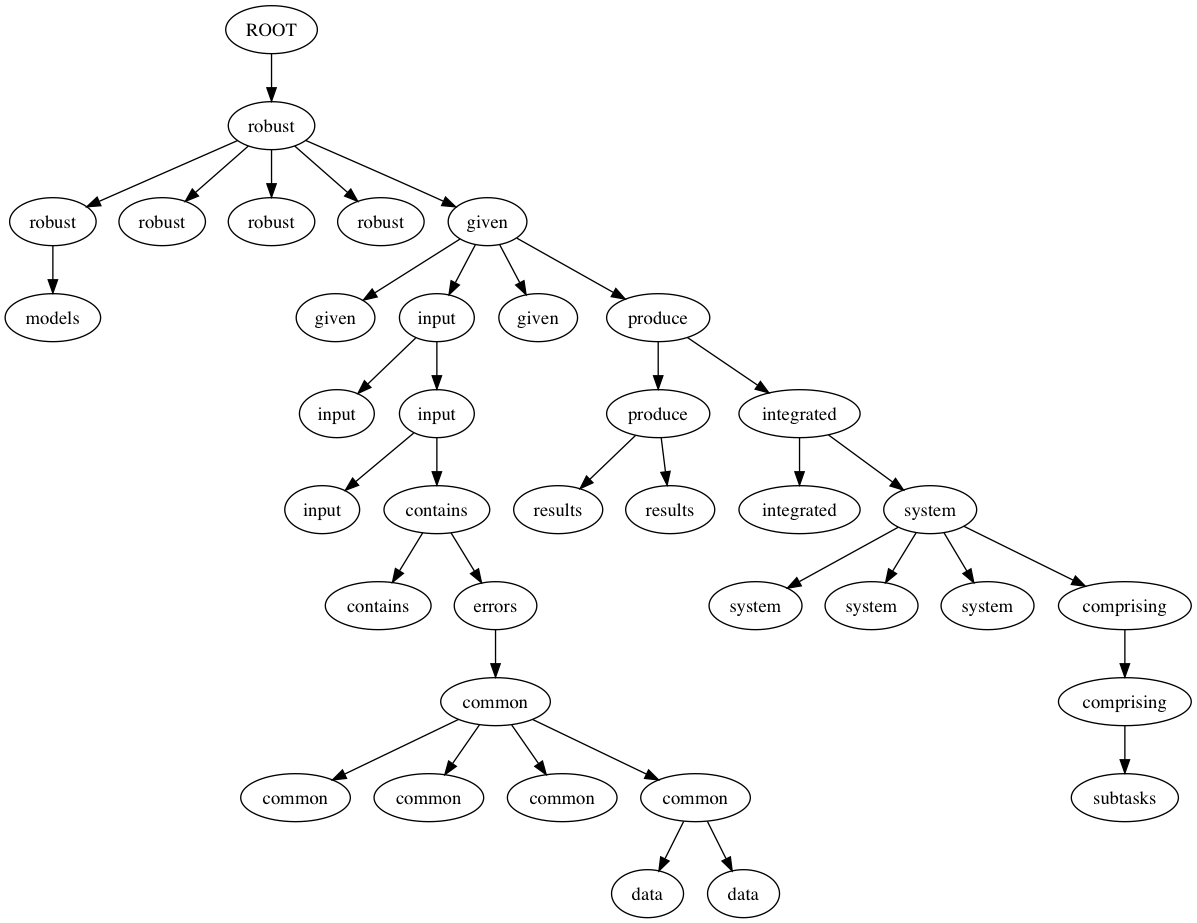 ROOT
robust
robust robust robust robust given
models given input given produce
input input produce integrated
input contains results results integrated system
contains errors system system system comprising
common comprising
common common common common subtasks
data data